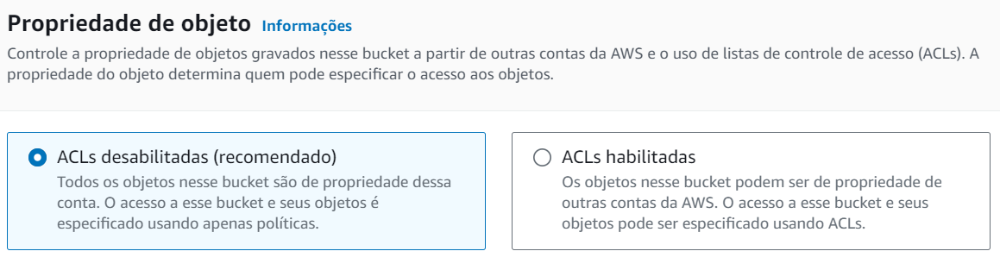 Propriedade de objeto Informações
Controle a propriedade de objetos gravados nesse bucket a partir de outras contas da AWS e o uso de listas de controle de acesso (ACLs). A
propriedade do objeto determina quem pode especificar o acesso aos objetos.
ACLs desabilitadas (recomendado)
Todos os objetos nesse bucket são de propriedade dessa
conta. O acesso a esse bucket e seus objetos é
especificado usando apenas políticas.
ACLs habilitadas
Os objetos nesse bucket podem ser de propriedade de
outras contas da AWS. O acesso a esse bucket e seus
objetos pode ser especificado usando ACLs.